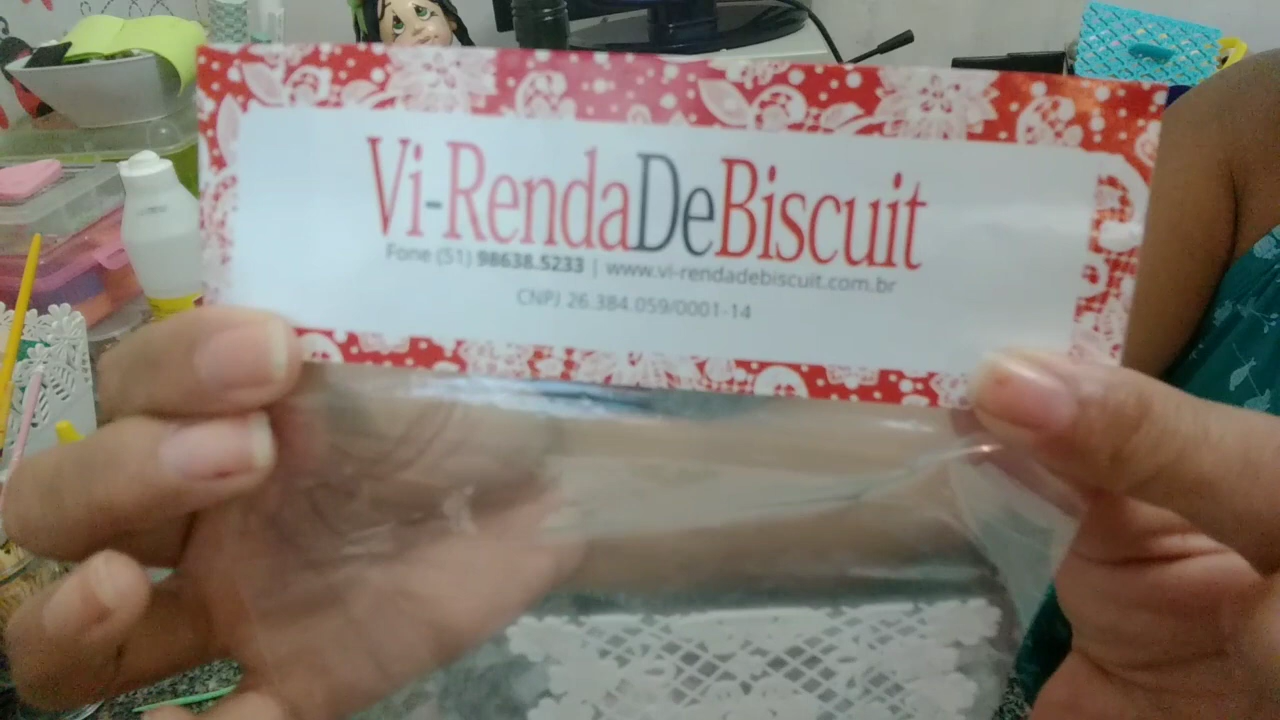 Vi-RendaDeBiscuit
Fone (51) 98638.5233 | www.vi-rendadebiscuit.com.br
CNPJ 26.384.059/0001-14